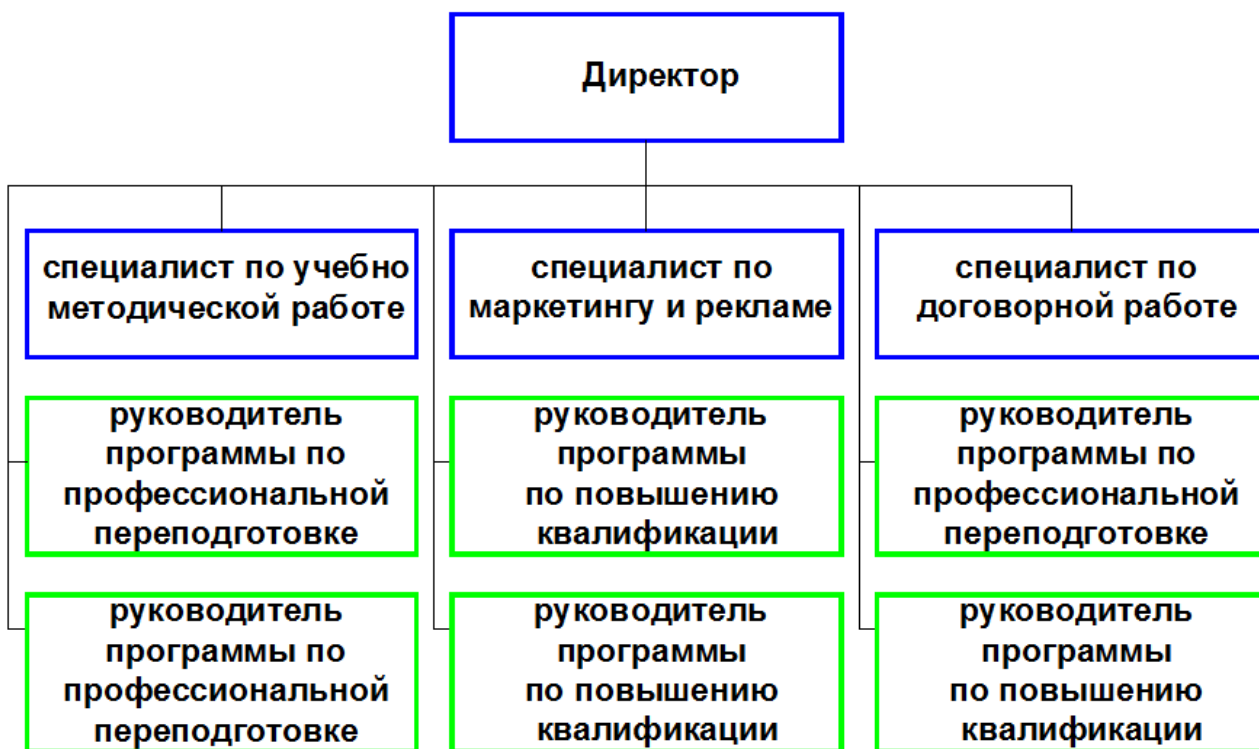 Директор
специалист по учебно
методической работе
специалист по
маркетингу и рекламе
специалист по
договорной работе
руководитель
программы по
профессиональной
переподготовке
руководитель
программы
по повышению
квалификации
руководитель
программы по
профессиональной
переподготовке
руководитель
программы по
профессиональной
переподготовке
руководитель
программы
по повышению
квалификации
руководитель
программы
по повышению
квалификации